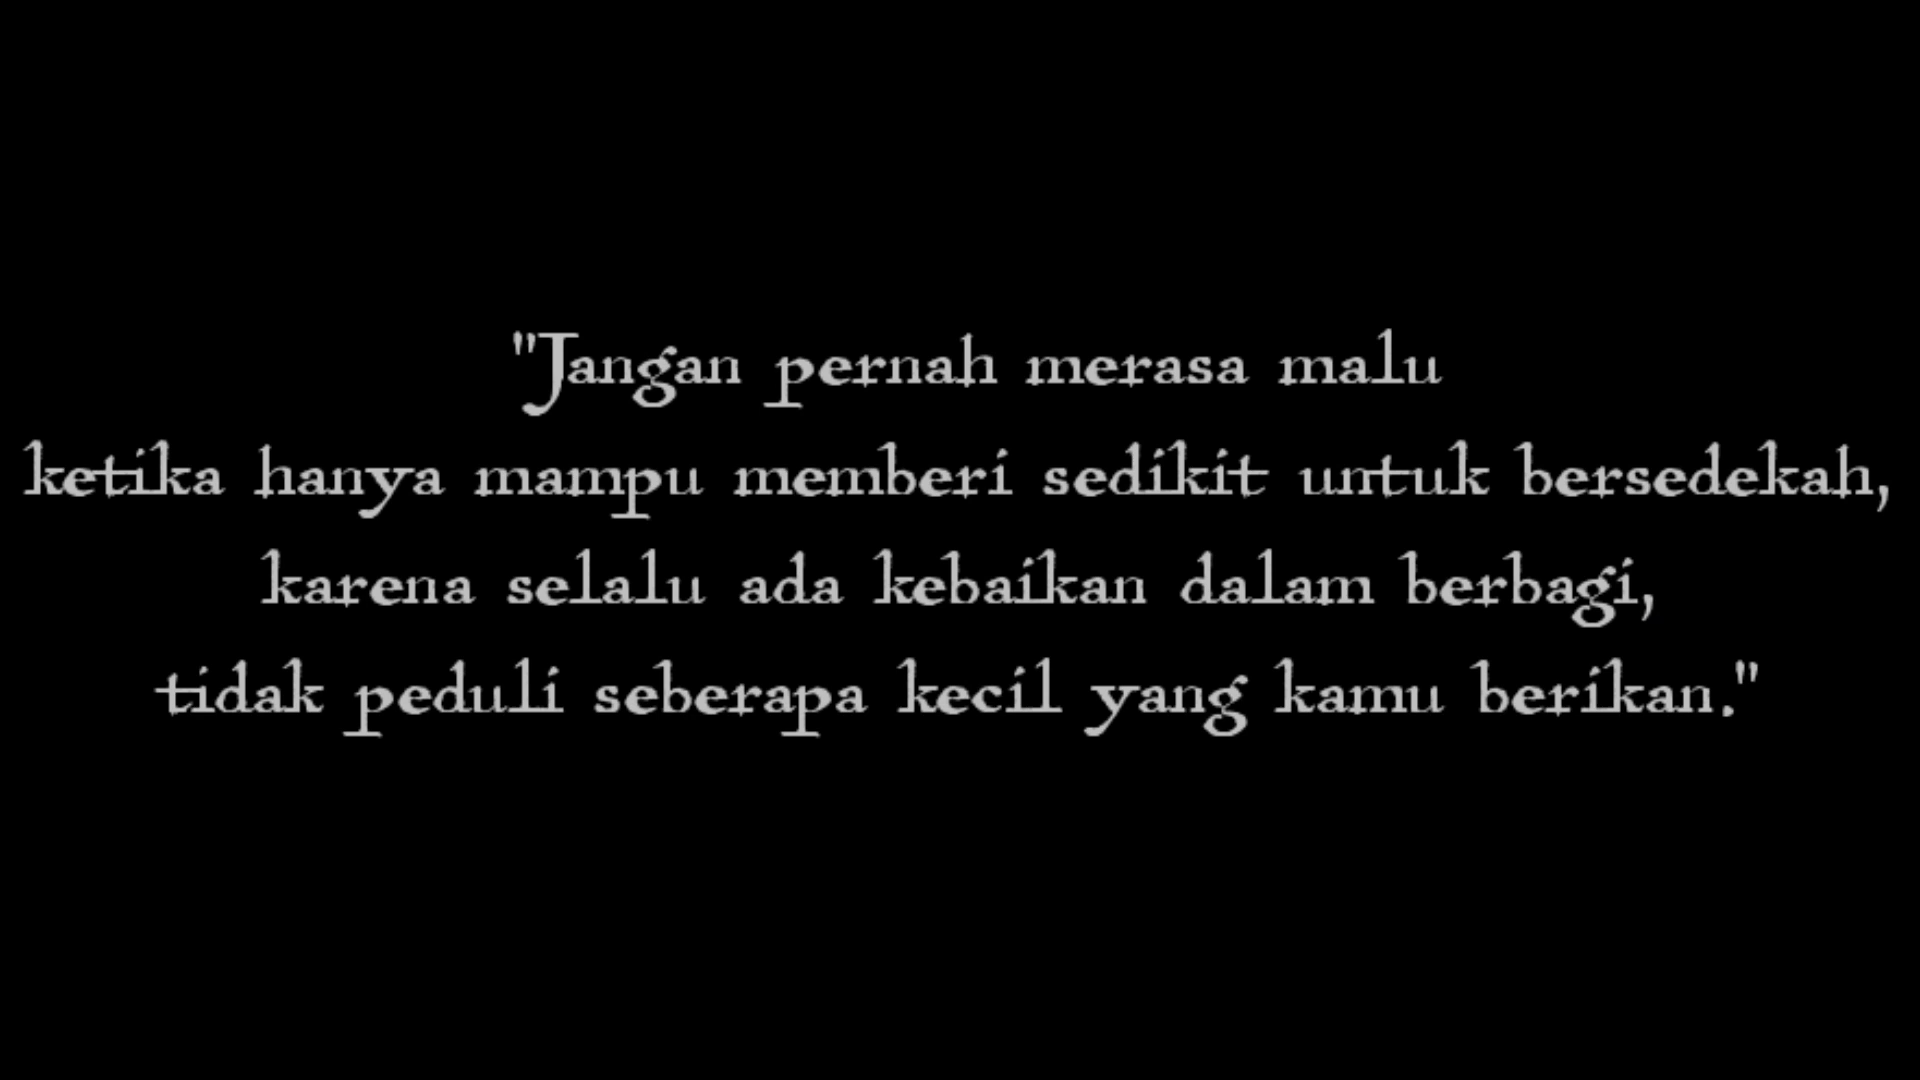 "Jangan pernah merasa malu
ketika hanya mampu memberi sedikit untuk bersedekah,
karena selalu ada kebaikan dalam berbagi,
tidak peduli seberapa kecil yang kamu berikan."